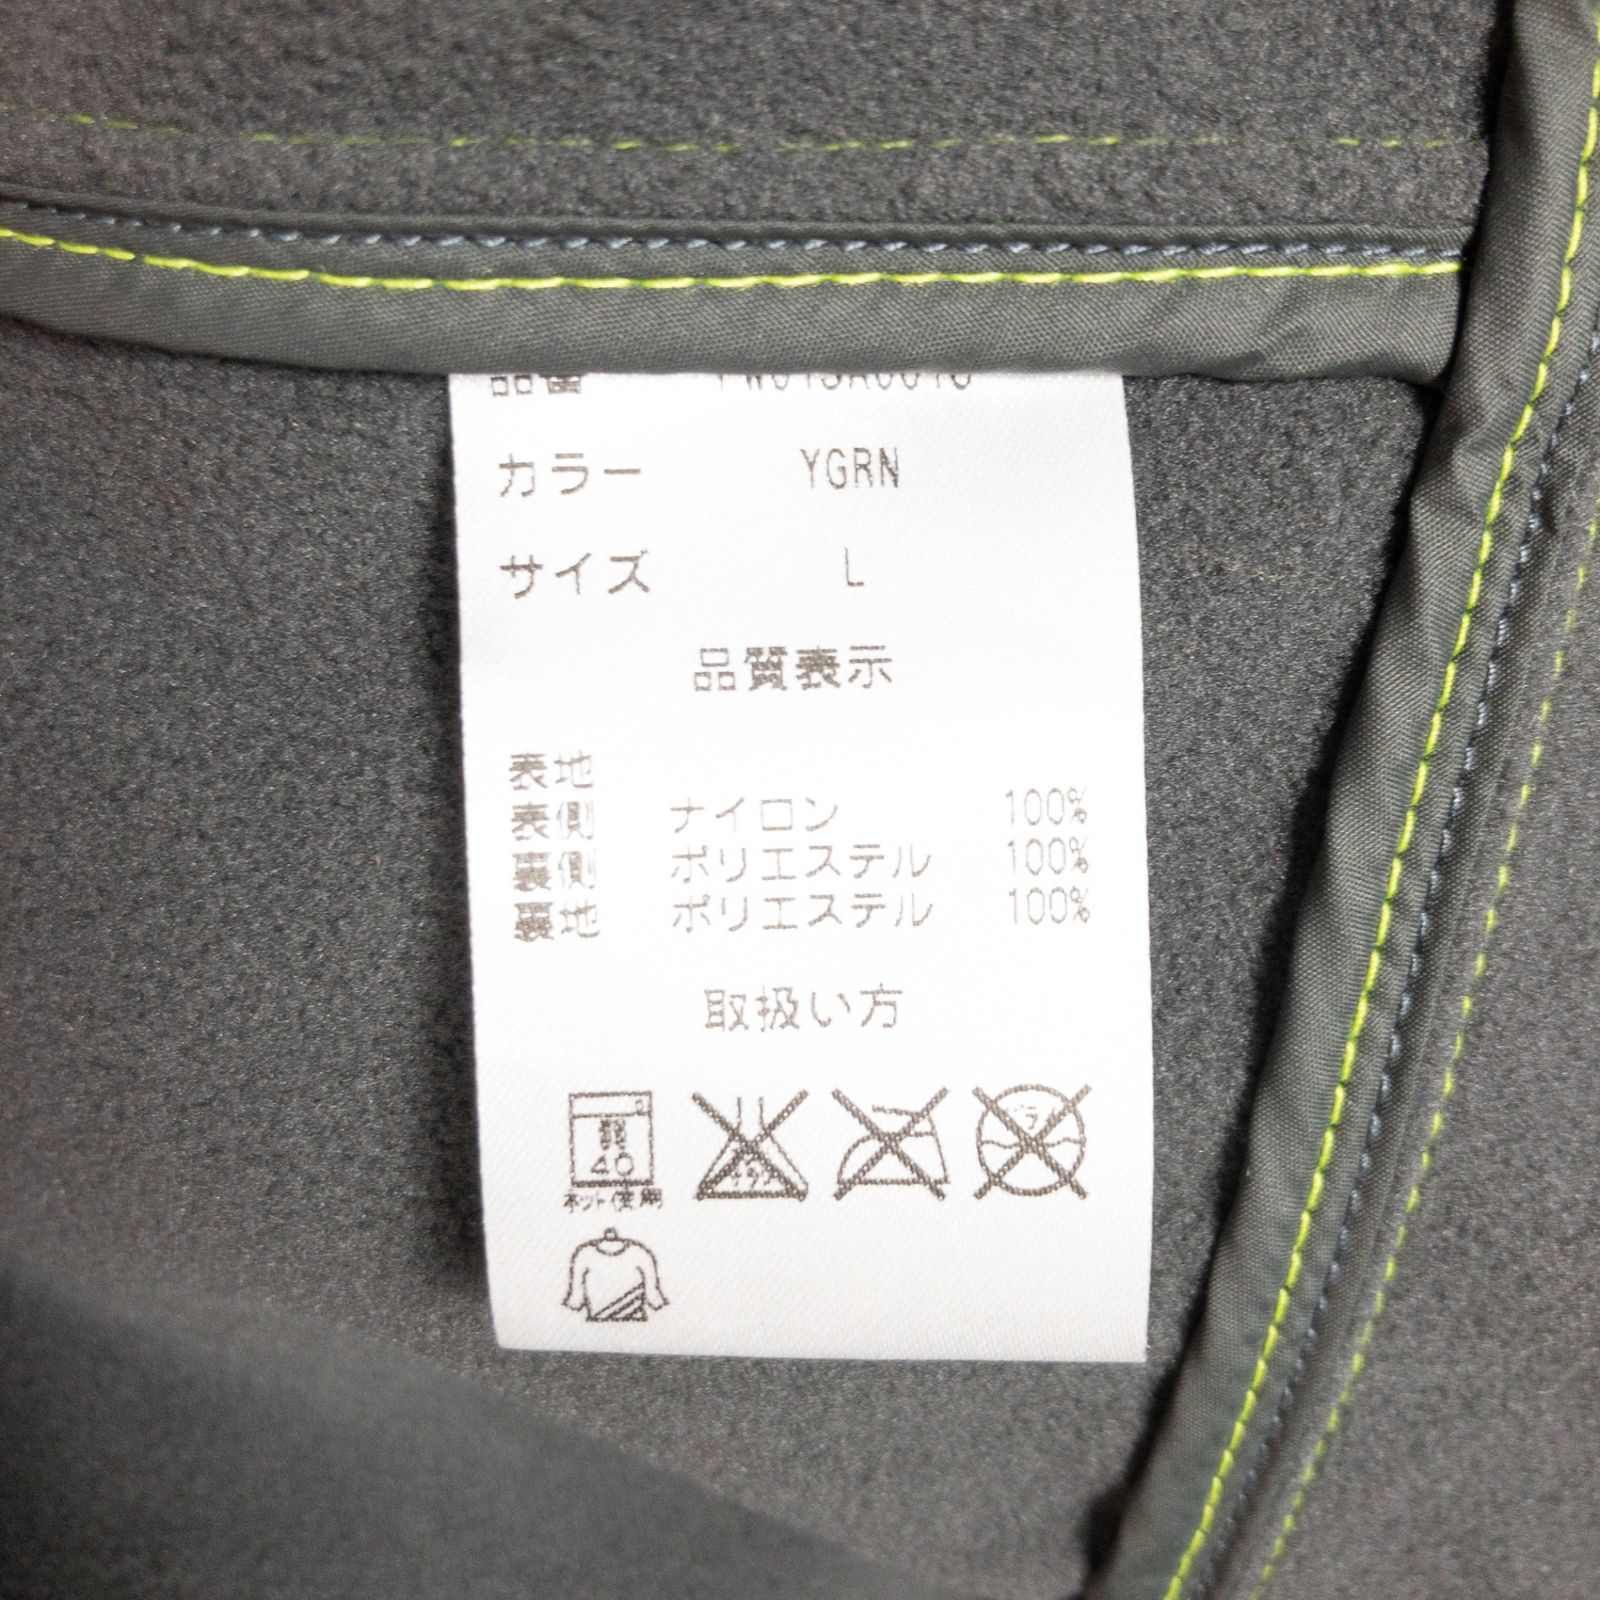 カラー YGRN
サイズ L
品質表示
表地
表側 ナイロン 100%
裏側 ポリエステル 100%
裏地 ポリエステル 100%
取扱い方
40
ネット使用